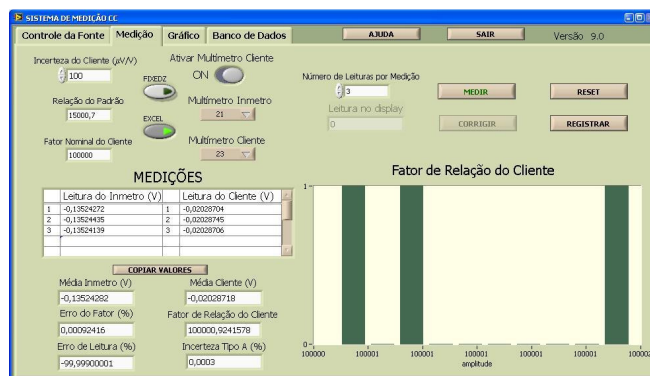 SISTEMA DE MEDIÇÃO CC
Controle da Fonte Medição Gráfico Banco de Dados AJUDA SAIR Versão 9.0
Incerteza do Cliente (µV/V)
100
FIXEDZ
Ativar Multímetro Cliente
ON
Relação do Padrão
15000,7
EXCEL
Multímetro Inmetro
21
Fator Nominal do Cliente
100000
Multímetro Cliente
23
Número de Leituras por Medição
3
MEDIR
RESET
Leitura no display
0
CORRIGIR
REGISTRAR
MEDIÇÕES
Leitura do Inmetro (V) Leitura do Cliente (V)
1 -0,13524272 1 -0,02028704
2 -0,13524435 2 -0,02028745
3 -0,13524139 3 -0,02028706
COPIAR VALORES
Média Inmetro (V) Média Cliente (V)
-0,13524282 -0,02028718
Erro do Fator (%) Fator de Relação do Cliente
0,00092416 100000,9241578
Erro de Leitura (%) Incerteza Tipo A (%)
-99,99900001 0,0003
Fator de Relação do Cliente
1
0
100000 100001 100001 100001 100001 100001 100002
amplitude